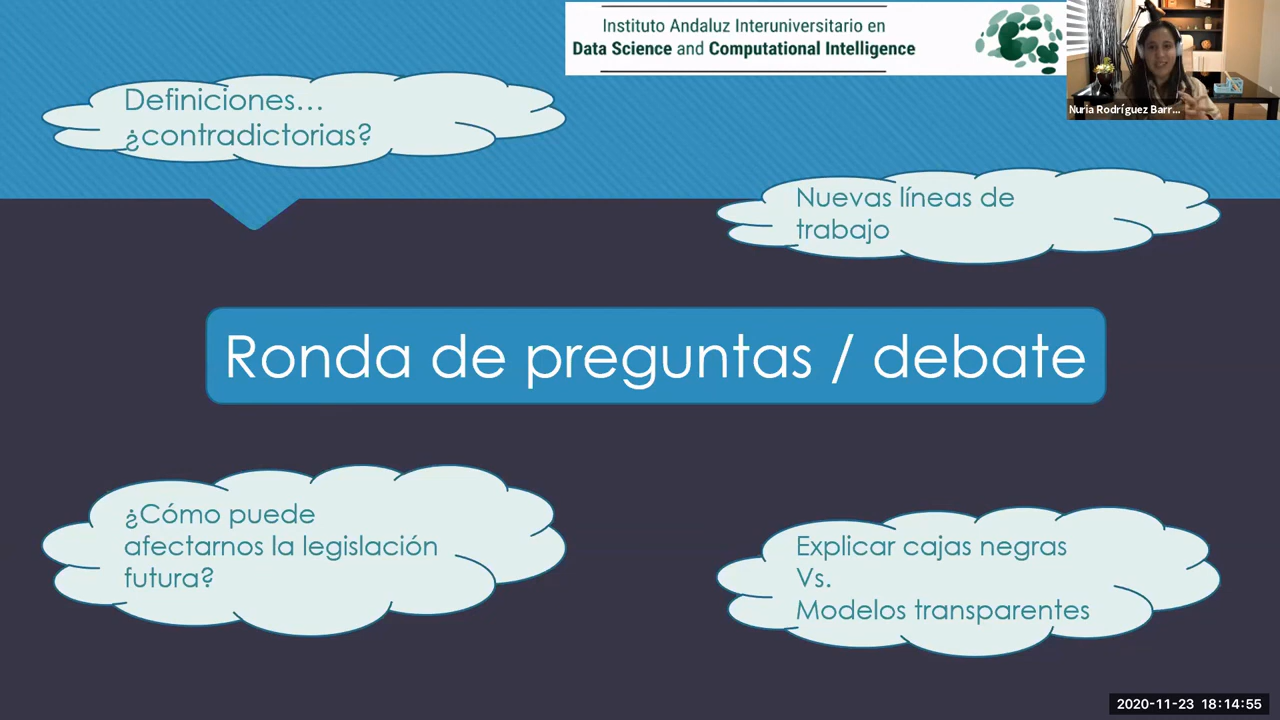 Instituto Andaluz Interuniversitario en
Data Science and Computational Intelligence
Nuria Rodríguez Barr...
Definiciones...
¿contradictorias?
Nuevas líneas de
trabajo
Ronda de preguntas / debate
¿Cómo puede
afectarnos la legislación
futura?
Explicar cajas negras
Vs.
Modelos transparentes
2020-11-23 18:14:55